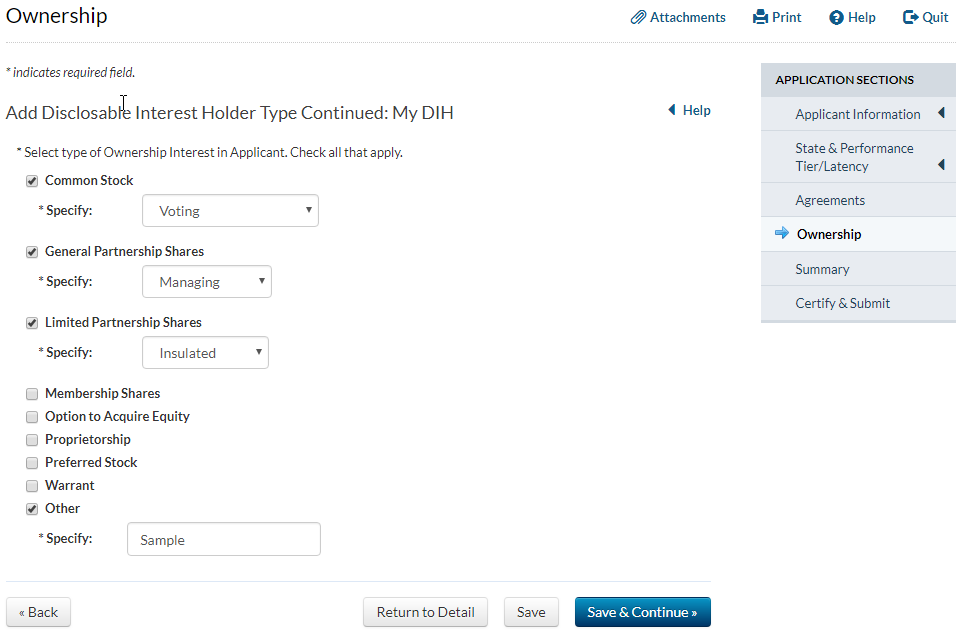 Ownership
Attachments Print Help Quit
* indicates required field.
Add Disclosable Interest Holder Type Continued: My DIH
Help
* Select type of Ownership Interest in Applicant. Check all that apply.
Common Stock
* Specify: Voting
General Partnership Shares
* Specify: Managing
Limited Partnership Shares
* Specify: Insulated
Membership Shares
Option to Acquire Equity
Proprietorship
Preferred Stock
Warrant
Other
* Specify: Sample
« Back Return to Detail Save Save & Continue »
APPLICATION SECTIONS
Applicant Information
State & Performance
Tier/Latency
Agreements
Ownership
Summary
Certify & Submit